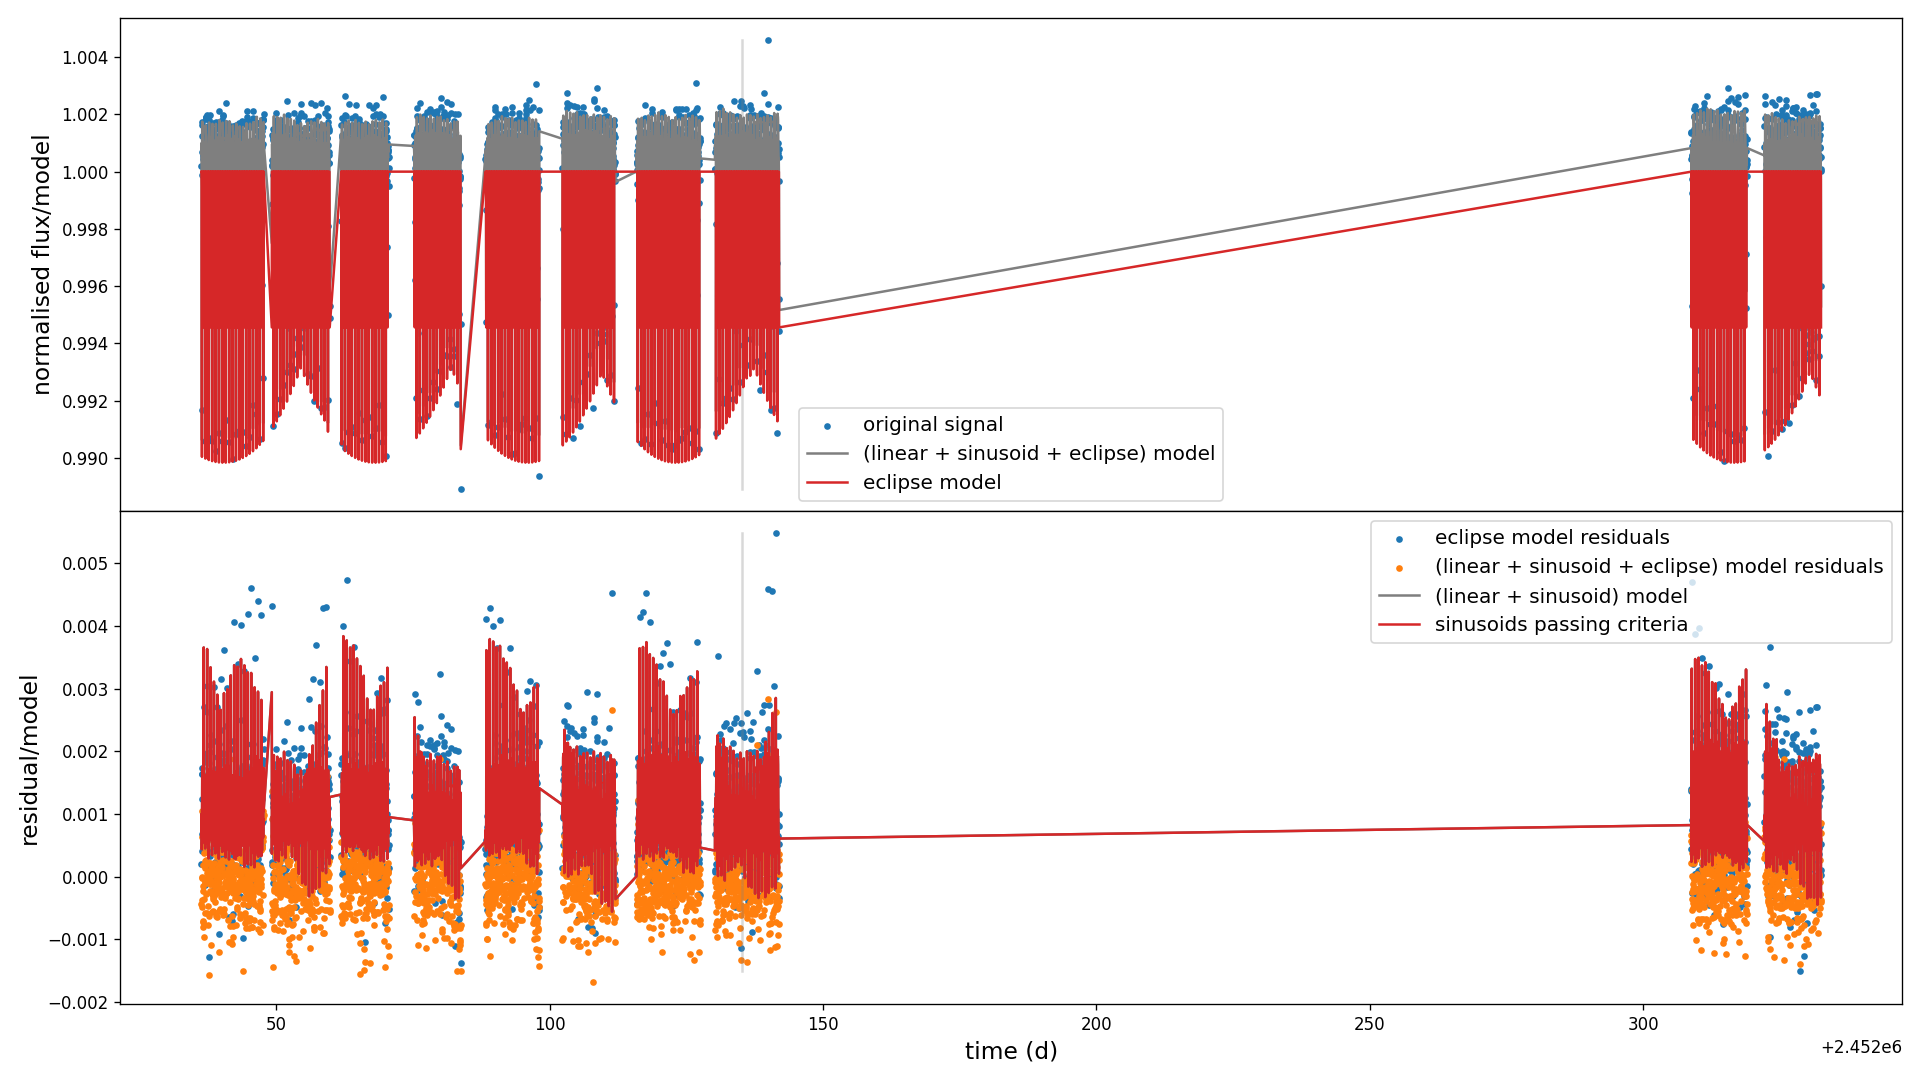 1.004
1.002
1.000
0.998
0.996
0.994
0.992
0.990
normalised flux/model
original signal
(linear + sinusoid + eclipse) model
eclipse model
0.005
0.004
0.003
0.002
0.001
0.000
−0.001
−0.002
residual/model
eclipse model residuals
(linear + sinusoid + eclipse) model residuals
(linear + sinusoid) model
sinusoids passing criteria
50 100 150 200 250 300
time (d)
+2.452e6